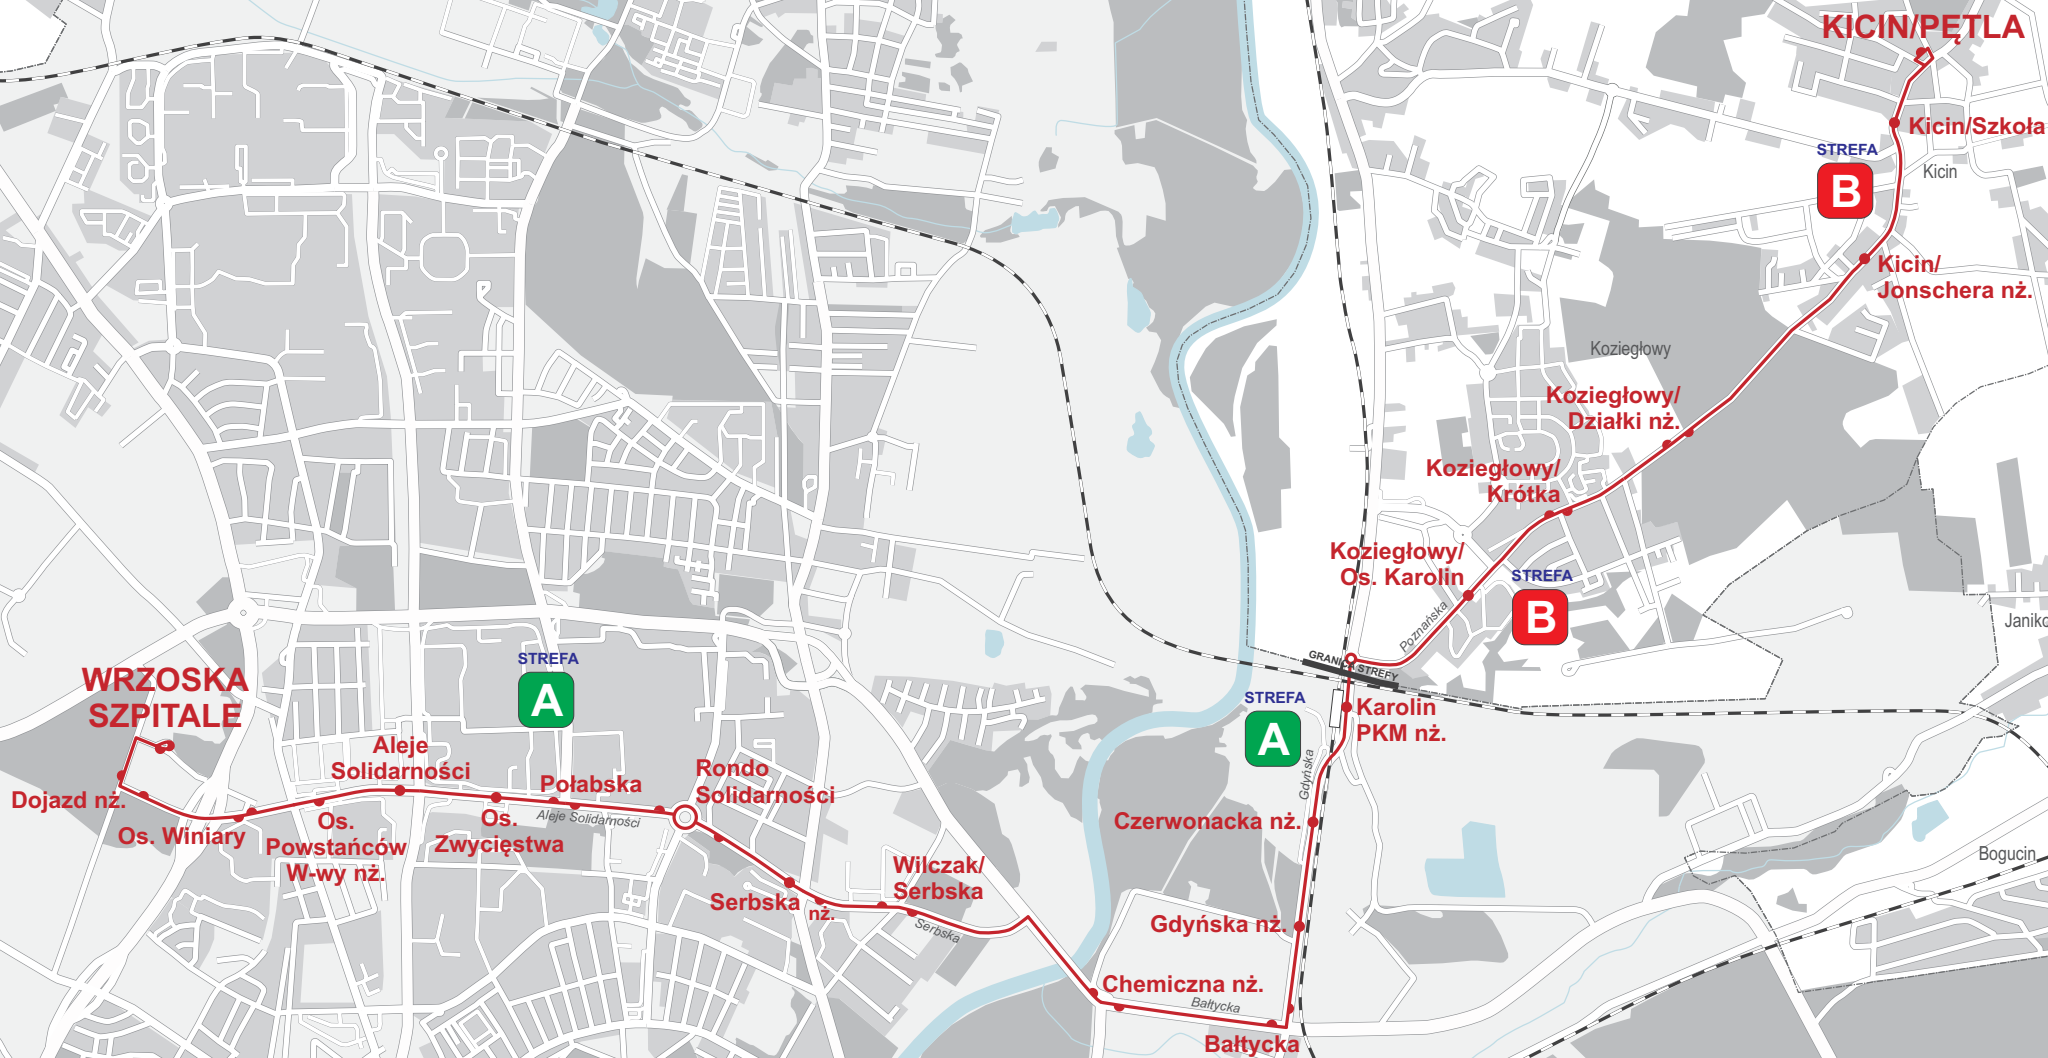 KICIN/PĘTLA
Kicin/Szkoła
STREFA
B
Kicin
Kicin/
Jonschera nż.
Koziegłowy
Koziegłowy/
Działki nż.
Koziegłowy/
Krótka
Koziegłowy/
Os. Karolin
STREFA
B
Poznańska
Janiko
GRANICA STREFY
STREFA
A
Karolin
PKM nż.
Gdyńska
Czerwonacka nż.
Gdyńska nż.
Bogucin
Chemiczna nż.
Bałtycka
Bałtycka
WRZOSKA
SZPITALE
STREFA
A
Dojazd nż.
Os. Winiary
Os.
Powstańców
W-wy nż.
Aleje
Solidarności
Os.
Zwycięstwa
Połabska
Aleje Solidarności
Rondo
Solidarności
Serbska nż.
Wilczak/
Serbska
Serbska